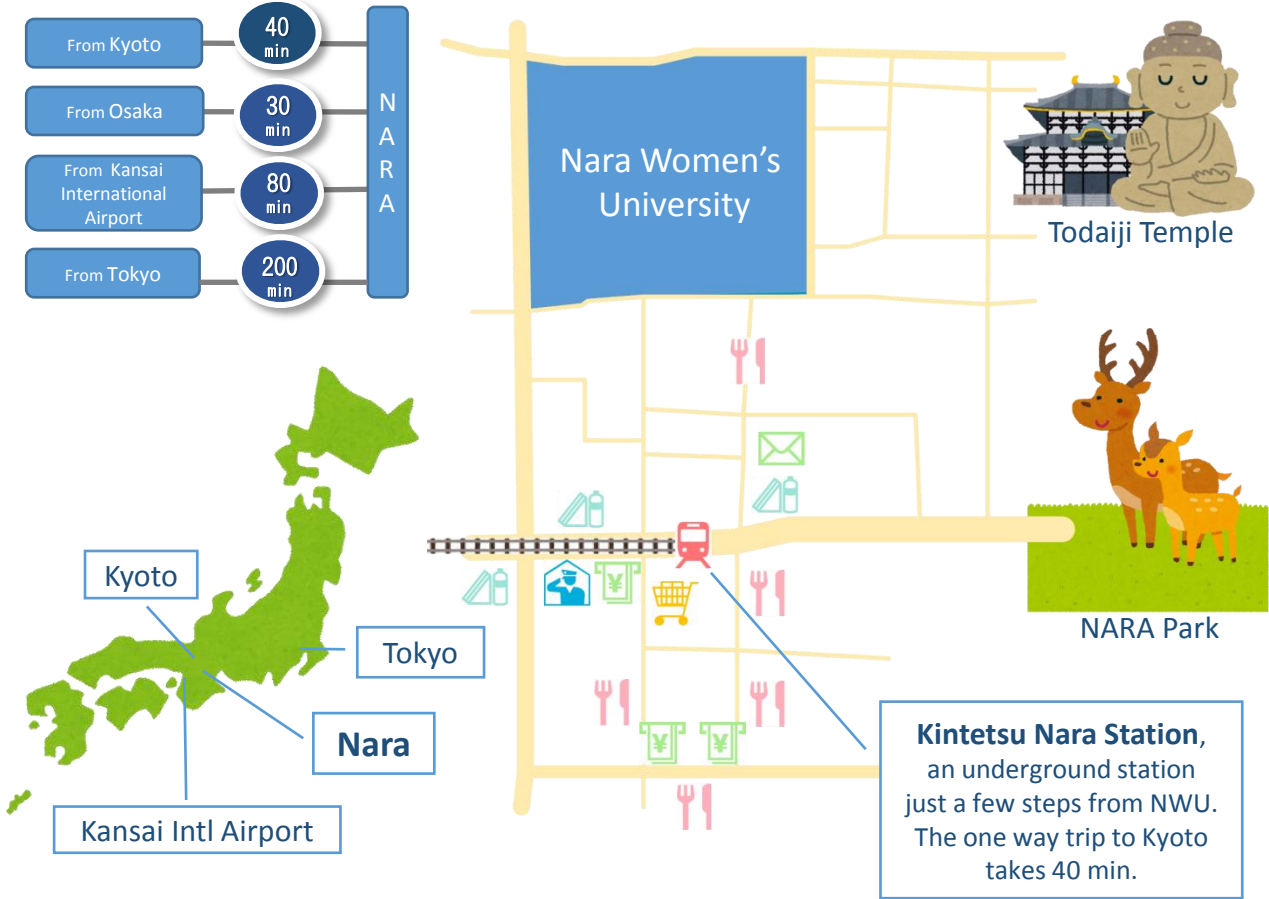 From Kyoto
40
min
From Osaka
30
min
From Kansai
International
Airport
80
min
From Tokyo
200
min
N
A
R
A
Nara Women's
University
Todaiji Temple
NARA Park
Kyoto
Tokyo
Nara
Kansai Intl Airport
¥
¥
¥
Kintetsu Nara Station,
an underground station
just a few steps from NWU.
The one way trip to Kyoto
takes 40 min.